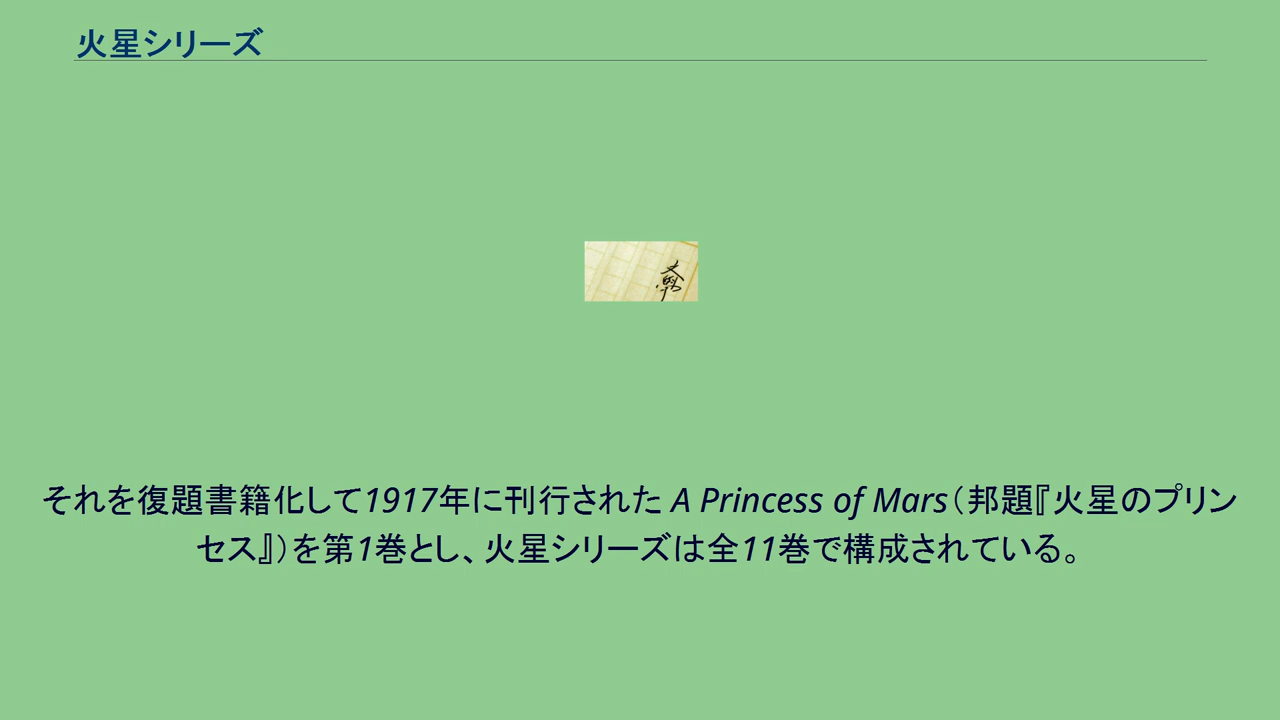 火星シリーズ
それを復題書籍化して1917年に刊行された A Princess of Mars（邦題『火星のプリン
セス』）を第1巻とし、火星シリーズは全11巻で構成されている。